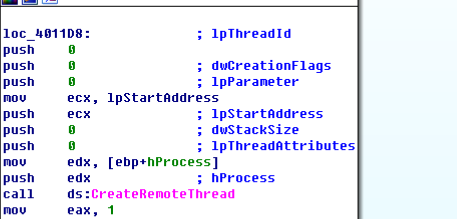 loc_4011D8: ; lpThreadId
push 0
push 0 ; dwCreationFlags
push 0 ; lpParameter
mov ecx, lpStartAddress
push ecx ; lpStartAddress
push 0 ; dwStackSize
push 0 ; lpThreadAttributes
mov edx, [ebp+hProcess]
push edx ; hProcess
call ds:CreateRemoteThread
mov eax, 1